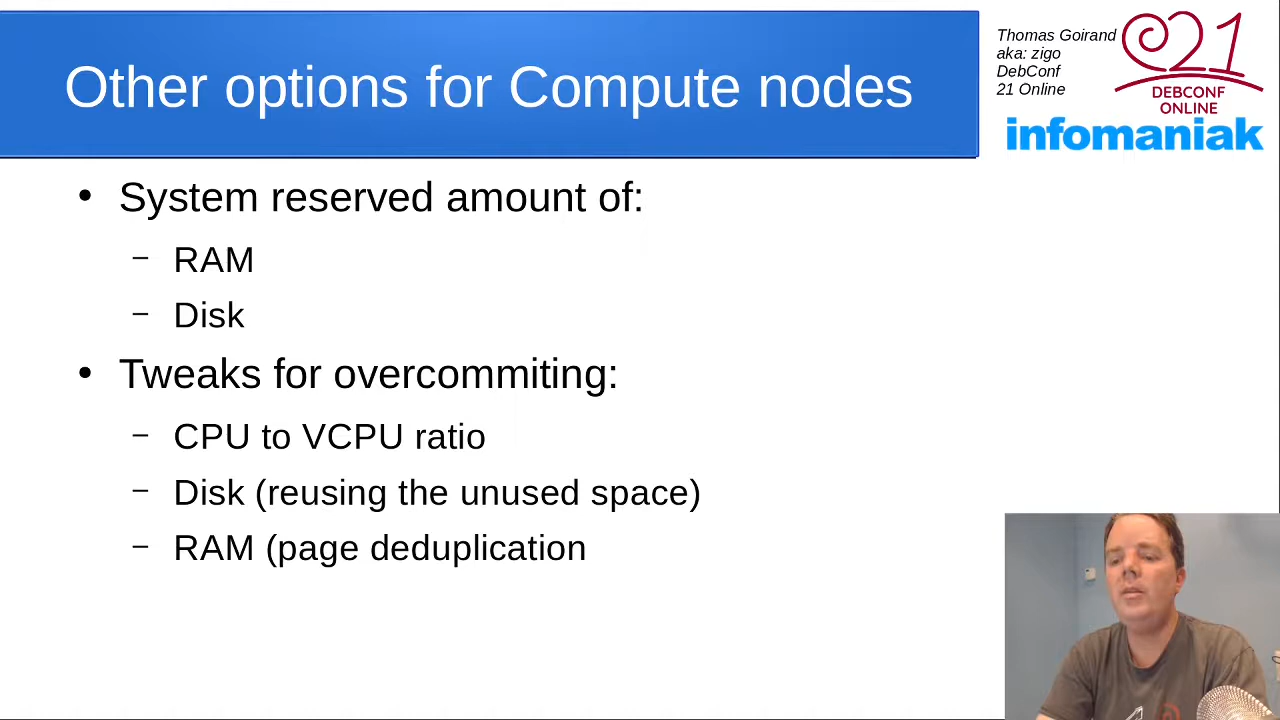 Other options for Compute nodes
Thomas Goirand
aka: zigo
DebConf
21 Online
21
DEBCONF
ONLINE
infomaniak
• System reserved amount of:
– RAM
– Disk
• Tweaks for overcommiting:
– CPU to VCPU ratio
– Disk (reusing the unused space)
– RAM (page deduplication